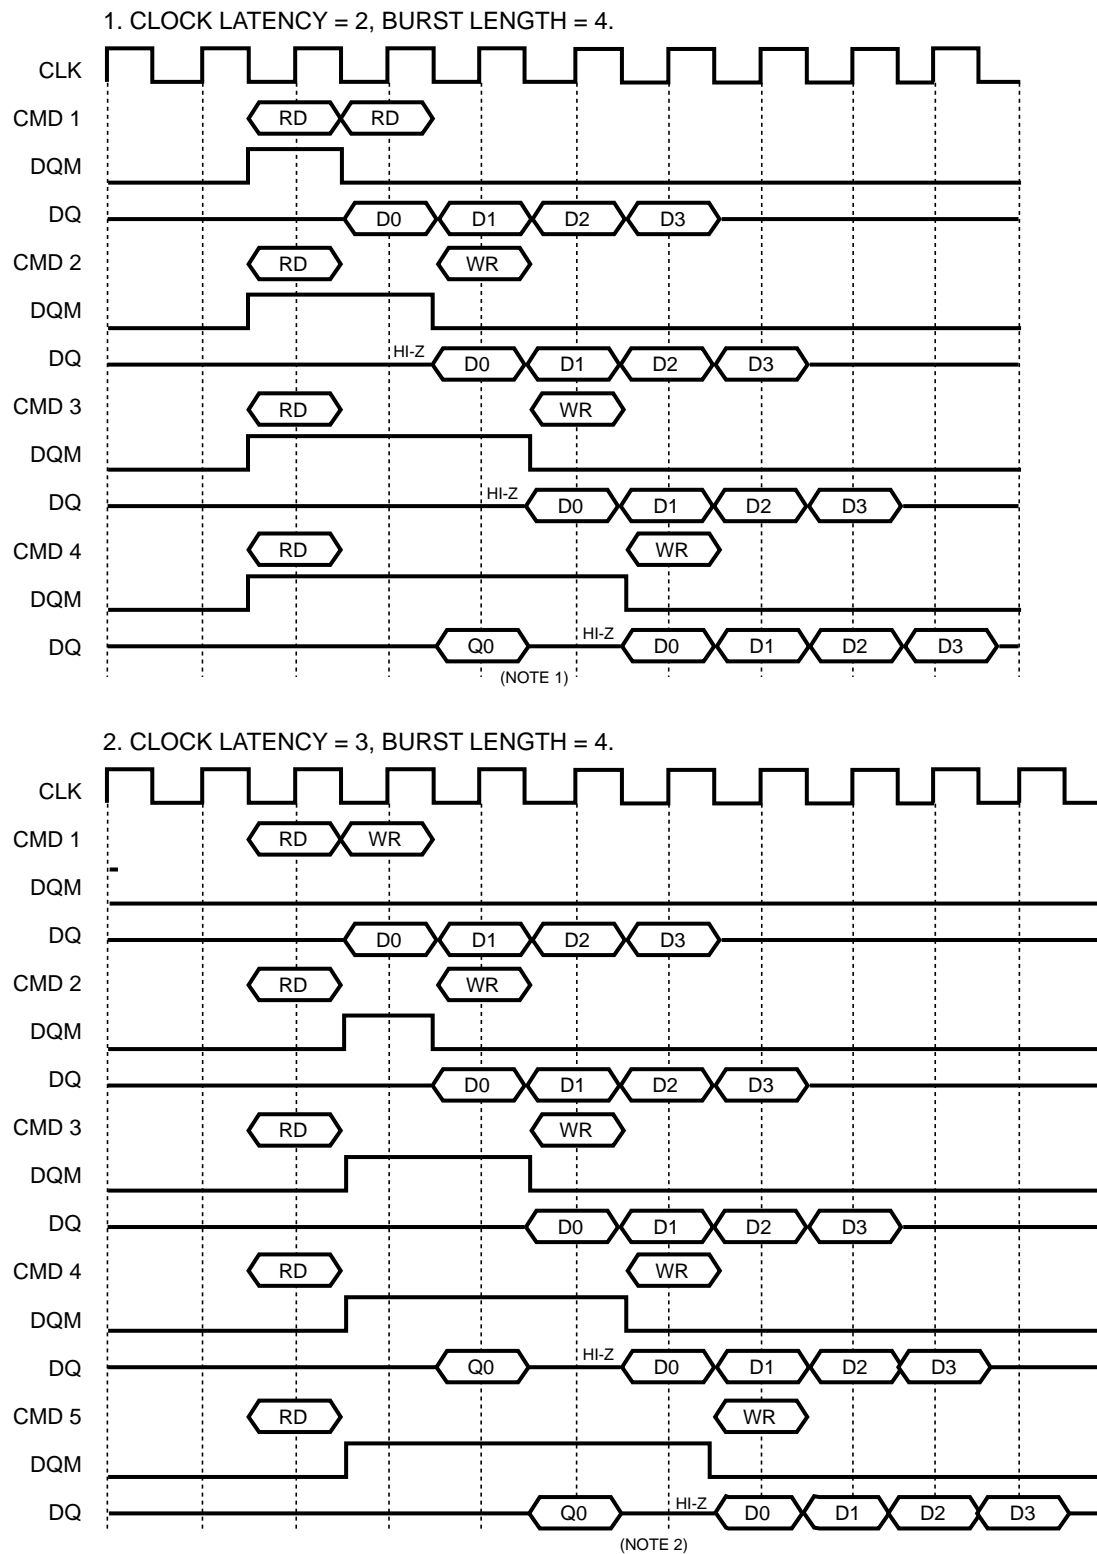 1. CLOCK LATENCY = 2, BURST LENGTH = 4.
CLK
CMD 1 RD RD
DQM
DQ D0 D1 D2 D3
CMD 2 RD WR
DQM
DQ HI-Z D0 D1 D2 D3
CMD 3 RD WR
DQM
DQ HI-Z D0 D1 D2 D3
CMD 4 RD WR
DQM
DQ Q0 HI-Z D0 D1 D2 D3
(NOTE 1)
2. CLOCK LATENCY = 3, BURST LENGTH = 4.
CLK
CMD 1 RD WR
DQM
DQ D0 D1 D2 D3
CMD 2 RD WR
DQM
DQ D0 D1 D2 D3
CMD 3 RD WR
DQM
DQ D0 D1 D2 D3
CMD 4 RD WR
DQM
DQ Q0 HI-Z D0 D1 D2 D3
CMD 5 RD WR
DQM
DQ Q0 HI-Z D0 D1 D2 D3
(NOTE 2)